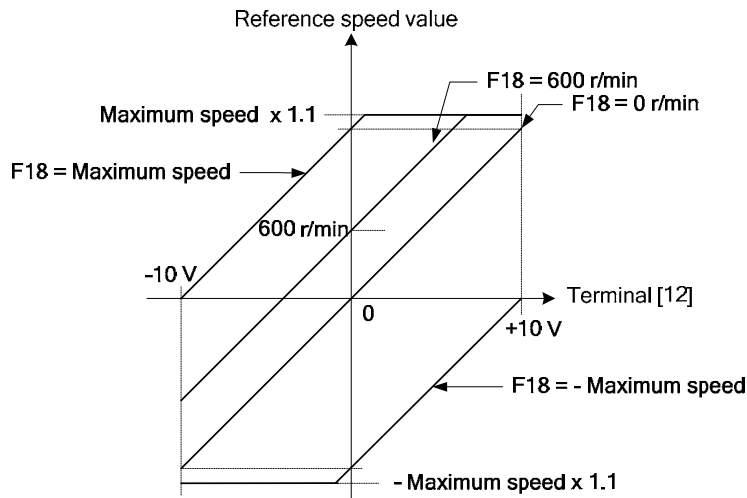 Reference speed value
F18 = 600 r/min
F18 = 0 r/min
Maximum speed x 1.1
F18 = Maximum speed
600 r/min
-10 V
Terminal [12]
0
+10 V
F18 = - Maximum speed
- Maximum speed x 1.1